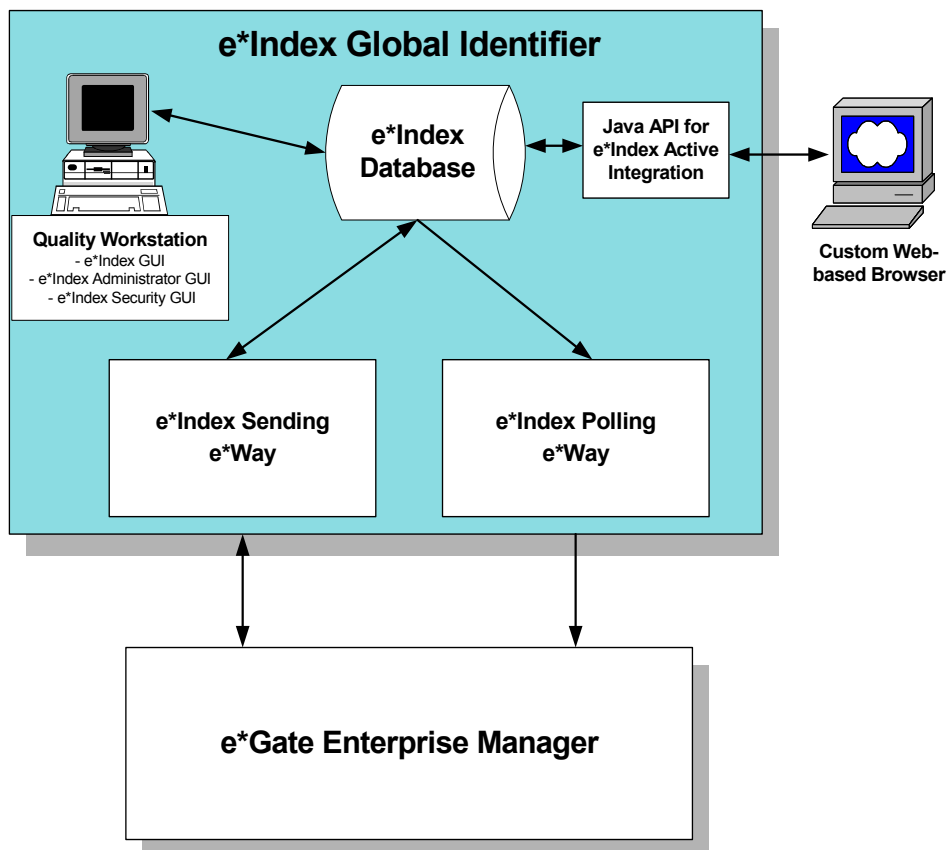 e*Index Global Identifier
e*Index
Database
Java API for
e*Index Active
Integration
Quality Workstation
- e*Index GUI
- e*Index Administrator GUI
- e*Index Security GUI
Custom Web-
based Browser
e*Index Sending
e*Way
e*Index Polling
e*Way
e*Gate Enterprise Manager